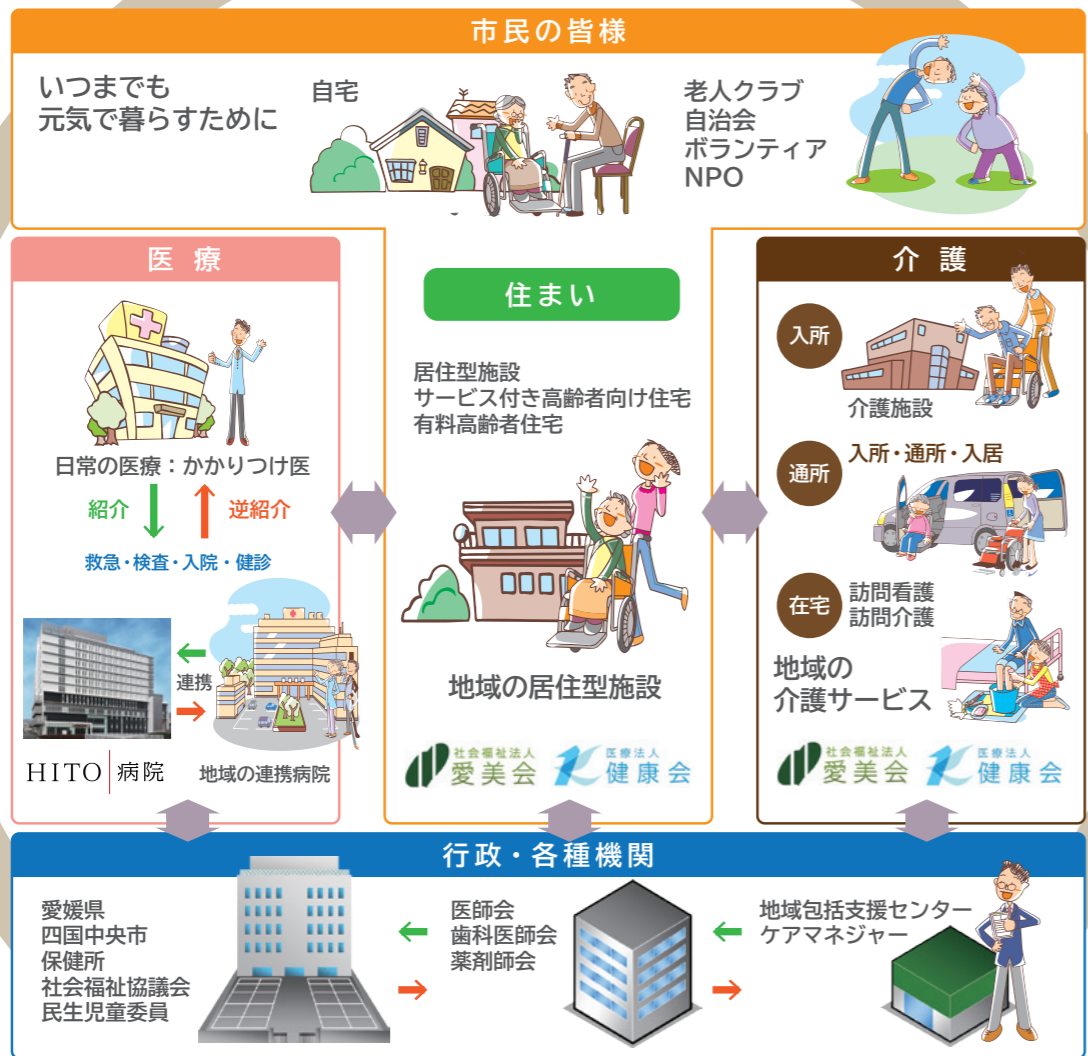 市民の皆様
いつまでも
元気で暮らすために
自宅
老人クラブ
自治会
ボランティア
NPO
医療
日常の医療：かかりつけ医
紹介
逆紹介
救急・検査・入院・健診
連携
HITO 病院
地域の連携病院
住まい
居住型施設
サービス付き高齢者向け住宅
有料高齢者住宅
地域の居住型施設
社会福祉法人
愛美会
医療法人
健康会
介護
入所
介護施設
通所
入所・通所・入居
在宅
訪問看護
訪問介護
地域の
介護サービス
社会福祉法人
愛美会
医療法人
健康会
行政・各種機関
愛媛県
四国中央市
保健所
社会福祉協議会
民生児童委員
医師会
歯科医師会
薬剤師会
地域包括支援センター
ケアマネジャー